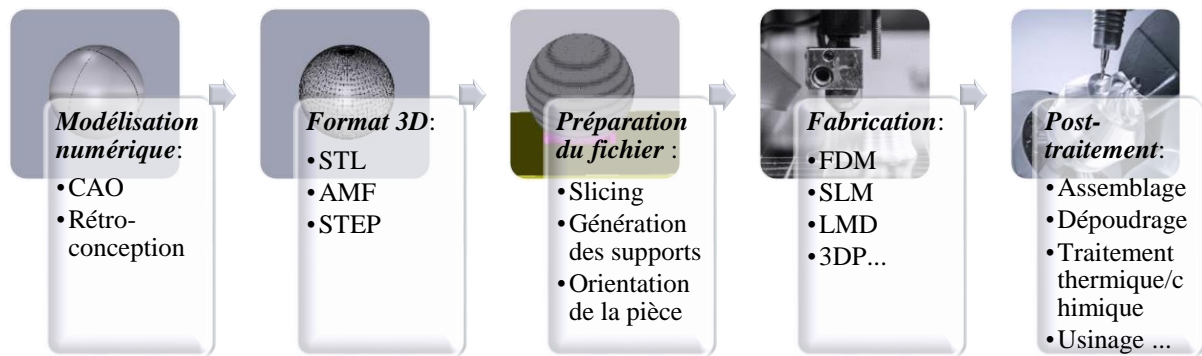 Modélisation
numérique:
•CAO
•Rétro-
conception
Format 3D:
•STL
•AMF
•STEP
Préparation
du fichier :
•Slicing
•Génération
des supports
•Orientation
de la pièce
Fabrication:
•FDM
•SLM
•LMD
•3DP...
Post-
traitement:
•Assemblage
•Dépoudrage
•Traitement
thermique/c
himique
•Usinage ...